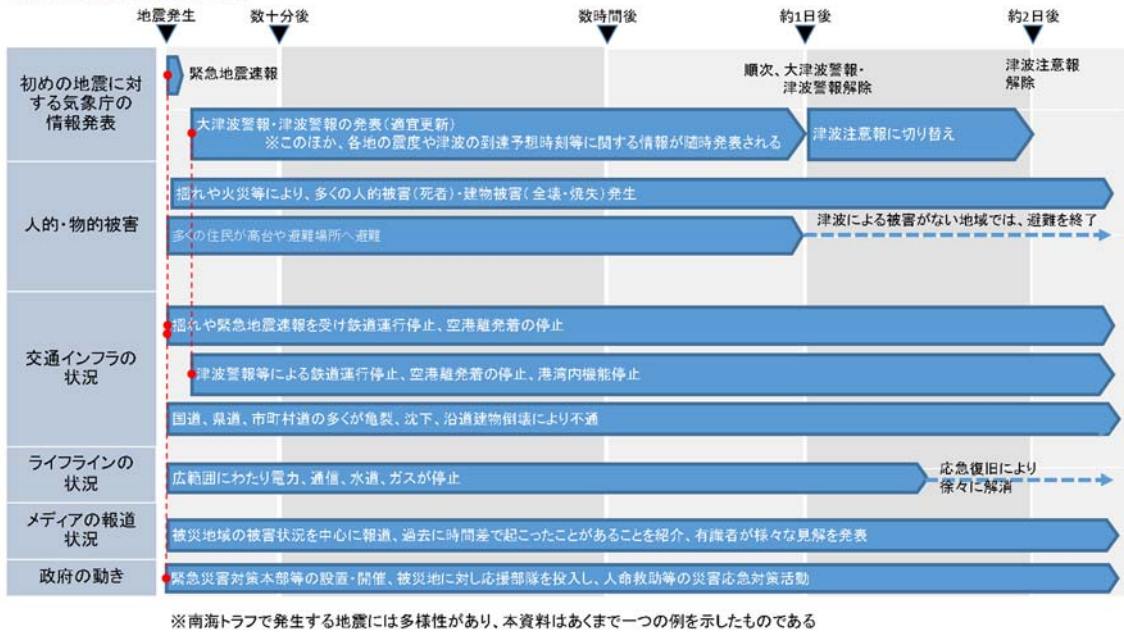 地震発生
数十分後
数時間後
約1日後
約2日後
初めの地震に対
する気象庁の
情報発表
緊急地震速報
順次、大津波警報・
津波警報解除
津波注意報
解除
大津波警報・津波警報の発表(適宜更新)
※このほか、各地の震度や津波の到達予想時刻等に関する情報が随時発表される
津波注意報に切り替え
人的・物的被害
揺れや火災等により、多くの人的被害(死者)・建物被害(全壊・焼失)発生
多くの住民が高台や避難場所へ避難
津波による被害がない地域では、避難を終了
交通インフラの
状況
揺れや緊急地震速報を受け鉄道運行停止、空港離発着の停止
津波警報等による鉄道運行停止、空港離発着の停止、港湾内機能停止
国道、県道、市町村道の多くが亀裂、沈下、沿道建物倒壊により不通
ライフラインの
状況
広範囲にわたり電力、通信、水道、ガスが停止
応急復旧により
徐々に解消
メディアの報道
状況
被災地域の被害状況を中心に報道、過去に時間差で起こったことがあることを紹介、有識者が様々な見解を発表
政府の動き
緊急災害対策本部等の設置・開催、被災地に対し応援部隊を投入し、人命救助等の災害応急対策活動
※南海トラフで発生する地震には多様性があり、本資料はあくまで一つの例を示したものである